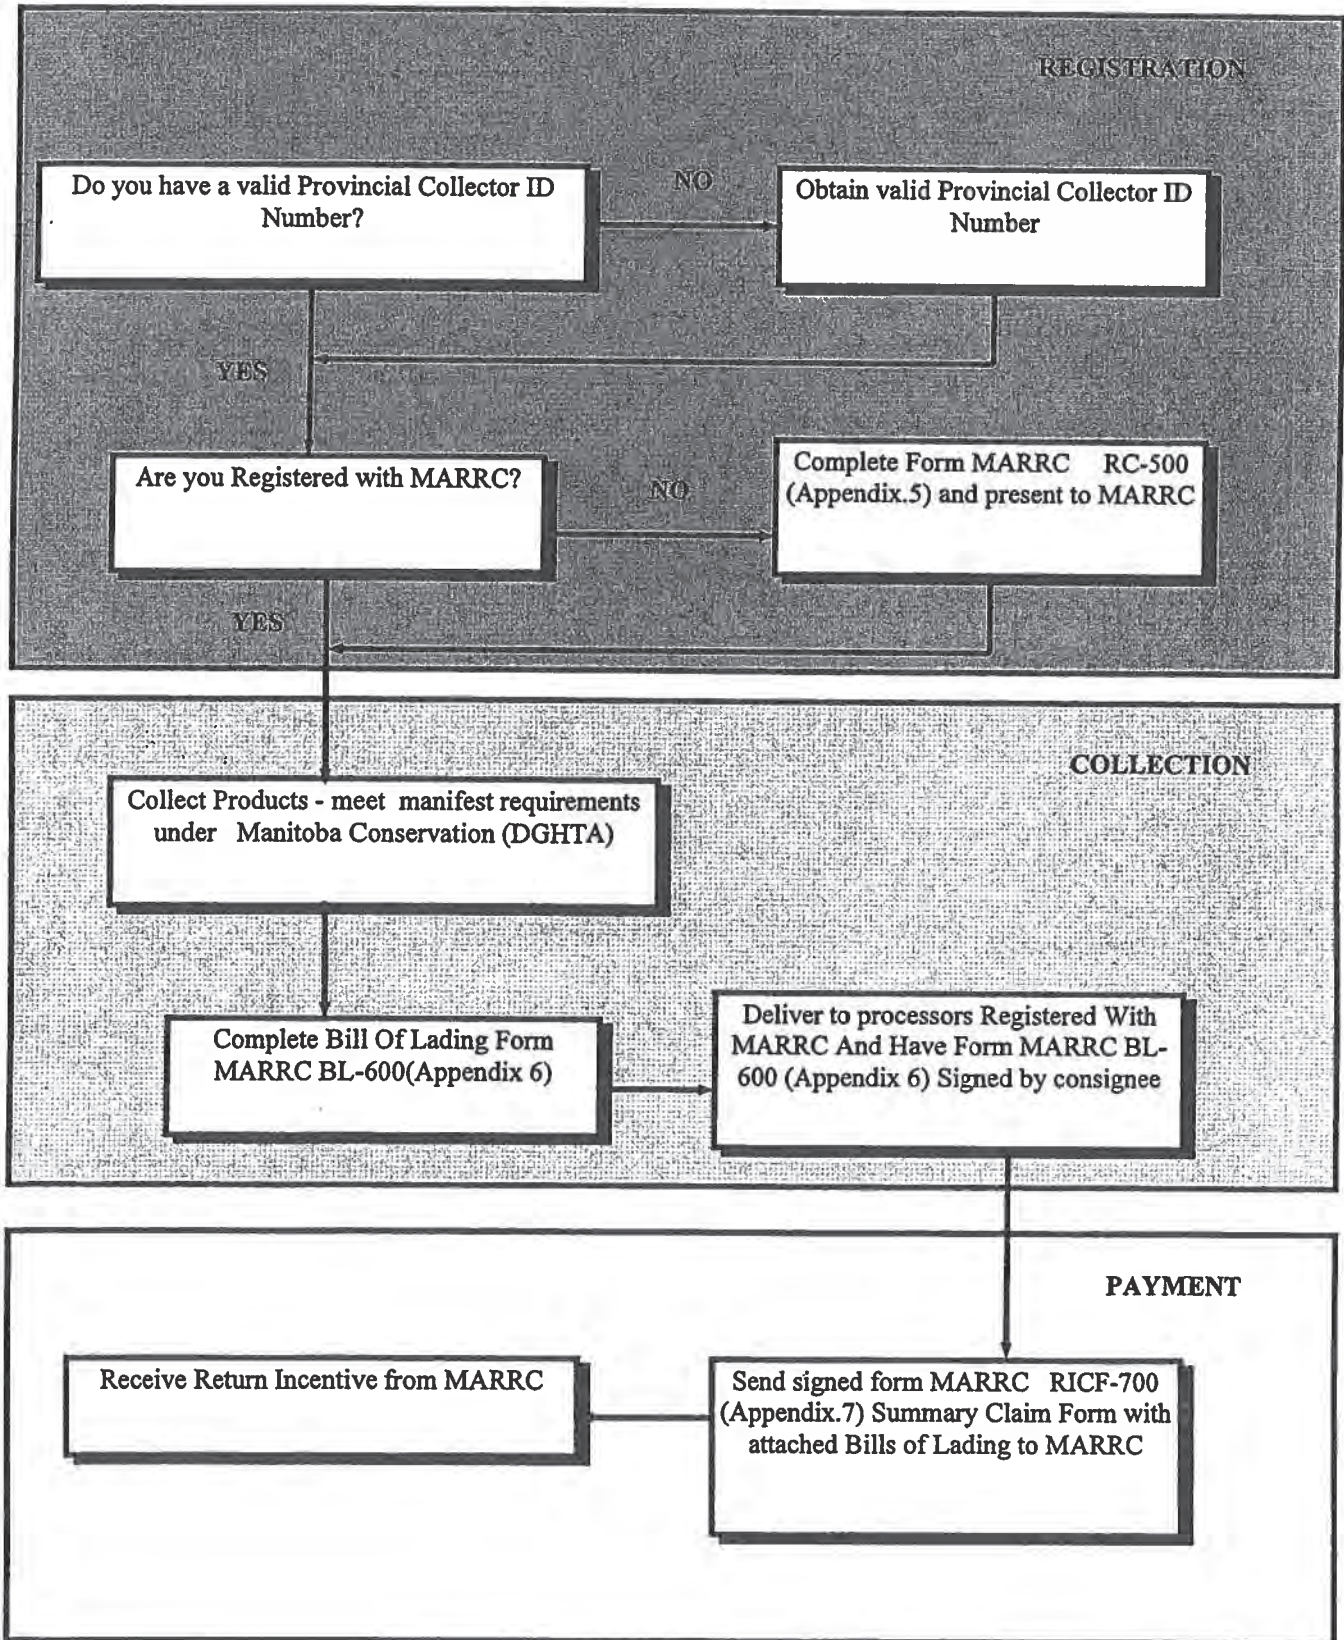 REGISTRATION
Do you have a valid Provincial Collector ID
Number?
NO
Obtain valid Provincial Collector ID
Number
YES
Are you Registered with MARRC?
NO
Complete Form MARRC RC-500
(Appendix.5) and present to MARRC
YES
COLLECTION
Collect Products - meet manifest requirements
under Manitoba Conservation (DGHTA)
Complete Bill Of Lading Form
MARRC BL-600(Appendix 6)
Deliver to processors Registered With
MARRC And Have Form MARRC BL-
600 (Appendix 6) Signed by consignee
PAYMENT
Receive Return Incentive from MARRC
Send signed form MARRC RICF-700
(Appendix.7) Summary Claim Form with
attached Bills of Lading to MARRC